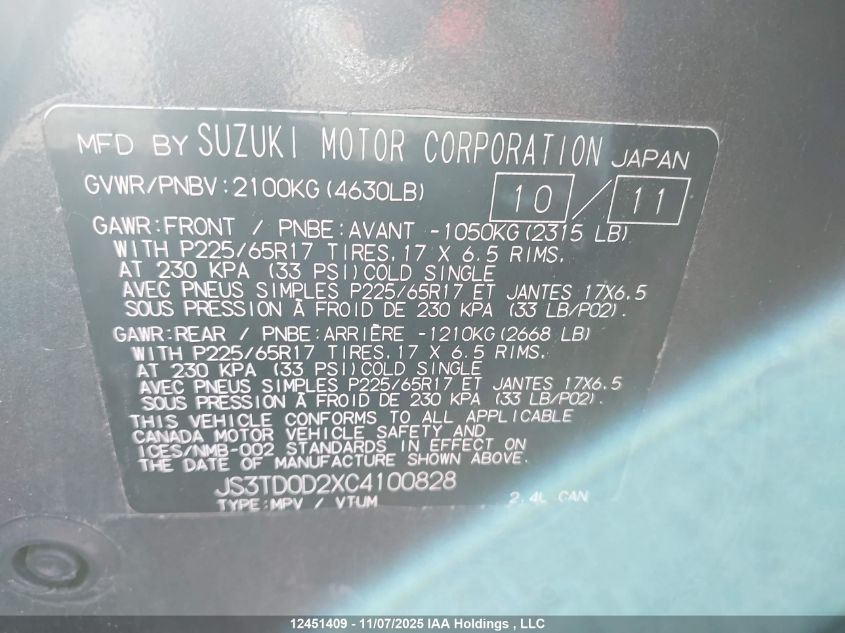 MFD BY SUZUKI MOTOR CORPORATION JAPAN
GVWR/PNBV:2100KG(4630LB) 10/11
GAWR:FRONT / PNBE:AVANT -1050KG(2315 LB)
WITH P225/65R17 TIRES, 17 X 6.5 RIMS,
AT 230 KPA (33 PSI)COLD SINGLE
AVEC PNEUS SIMPLES P225/65R17 ET JANTES 17X6.5
SOUS PRESSION À FROID DE 230 KPA (33 LB/PO2).
GAWR:REAR / PNBE:ARRIÈRE -1210KG(2668 LB)
WITH P225/65R17 TIRES, 17 X 6.5 RIMS,
AT 230 KPA (33 PSI)COLD SINGLE
AVEC PNEUS SIMPLES P225/65R17 ET JANTES 17X6.5
SOUS PRESSION À FROID DE 230 KPA (33 LB/PO2).
THIS VEHICLE CONFORMS TO ALL APPLICABLE
CANADA MOTOR VEHICLE SAFETY AND
ICES/NMB-002 STANDARDS IN EFFECT ON
THE DATE OF MANUFACTURE SHOWN ABOVE.
JS3TD0D2XC4100828
TYPE:MPV / VTUM 2.4L CAN
12451409 - 11/07/2025 IAA Holdings , LLC